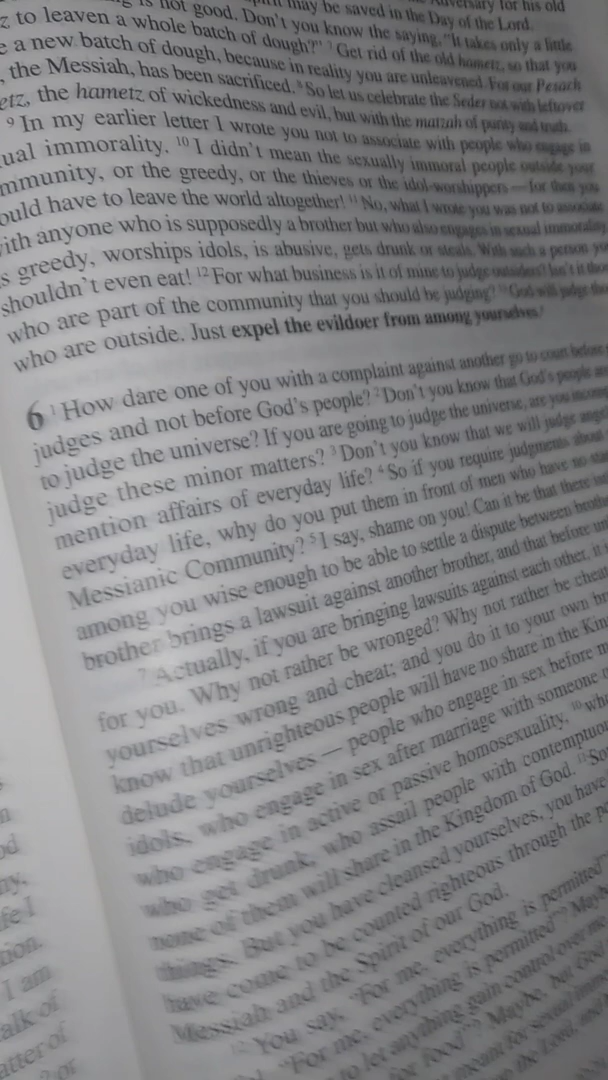 is not good. Don't you know the saying, "It takes only a little
z to leaven a whole batch of dough?" 7 Get rid of the old hametz, so that you
e a new batch of dough, because in reality you are unleavened. For our Pesach
, the Messiah, has been sacrificed. 8 So let us celebrate the Seder not with leftover
etz, the hametz of wickedness and evil, but with the matzah of purity and truth.
9 In my earlier letter I wrote you not to associate with people who engage in
ual immorality. 10 I didn't mean the sexually immoral people outside your
mmunity, or the greedy, or the thieves or the idol-worshippers — for then you
ould have to leave the world altogether! 11 No, what I wrote you was not to associate
ith anyone who is supposedly a brother but who also engages in sexual immorality,
s greedy, worships idols, is abusive, gets drunk or steals. With such a person you
shouldn't even eat! 12 For what business is it of mine to judge outsiders? Isn't it those
who are part of the community that you should be judging? 13 God will judge those
who are outside. Just expel the evildoer from among yourselves.
6 1 How dare one of you with a complaint against another go to court before
judges and not before God's people? 2 Don't you know that God's people are
to judge the universe? If you are going to judge the universe, are you
judge these minor matters? 3 Don't you know that we will judge
mention affairs of everyday life? 4 So if you require judgments about
everyday life, why do you put them in front of men who have no
Messianic Community? 5 I say, shame on you! Can it be that there
among you wise enough to be able to settle a dispute between
brother brings a lawsuit against another brother, and that before
7 Actually, if you are bringing lawsuits against each other, it
for you. Why not rather be wronged? Why not rather be
yourselves wrong and cheat; and you do it to your own
know that unrighteous people will have no share in the
delude yourselves — people who engage in sex before
idols, who engage in sex after marriage with someone
who engage in active or passive homosexuality, 10 who
who get drunk, who assail people with
none of them will share in the Kingdom of God. 11
things. But you have cleansed yourselves, you have
have come to be counted righteous through the
Messiah and the Spirit of our God.
12 You say, "For me, everything is permitted"?
"For me, everything is permitted"?
to let anything gain control over
for food"? Maybe, but God